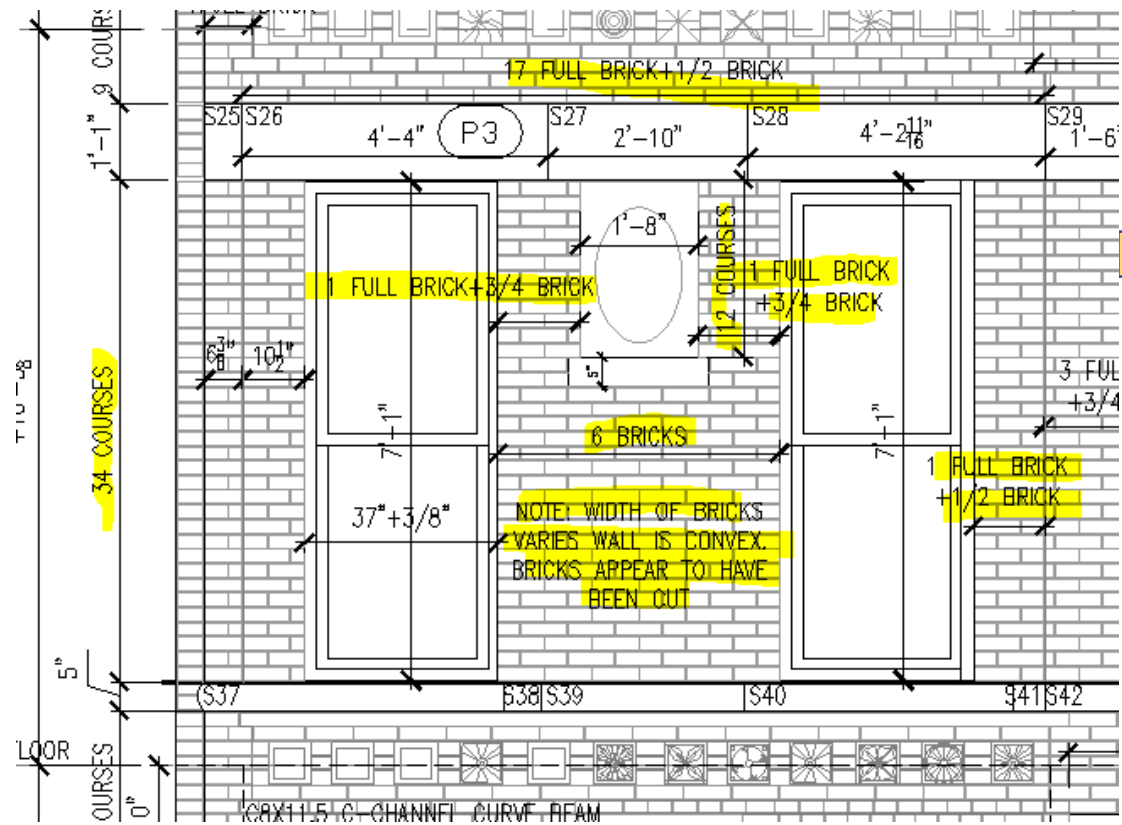 9 COURS
17 FULL BRICK+1/2 BRICK
S25 S26
S27
S28
S29
1'-1"
4'-4"
P3
2'-10"
4'-2 11/16"
1'-6"
1'-8"
12 COURSES
1 FULL BRICK+3/4 BRICK
1 FULL BRICK
+3/4 BRICK
6 3/8"
10 1/2"
5"
34 COURSES
7'-1"
7'-1"
3 FUL
+3/4
6 BRICKS
1 FULL BRICK
+1/2 BRICK
37"+3/8"
NOTE: WIDTH OF BRICKS
VARIES WALL IS CONVEX.
BRICKS APPEAR TO HAVE
BEEN CUT
5"
S37
S38 S39
S40
S41 S42
LOOR
OURSES
0"
C8X11.5 C-CHANNEL CURVE BEAM